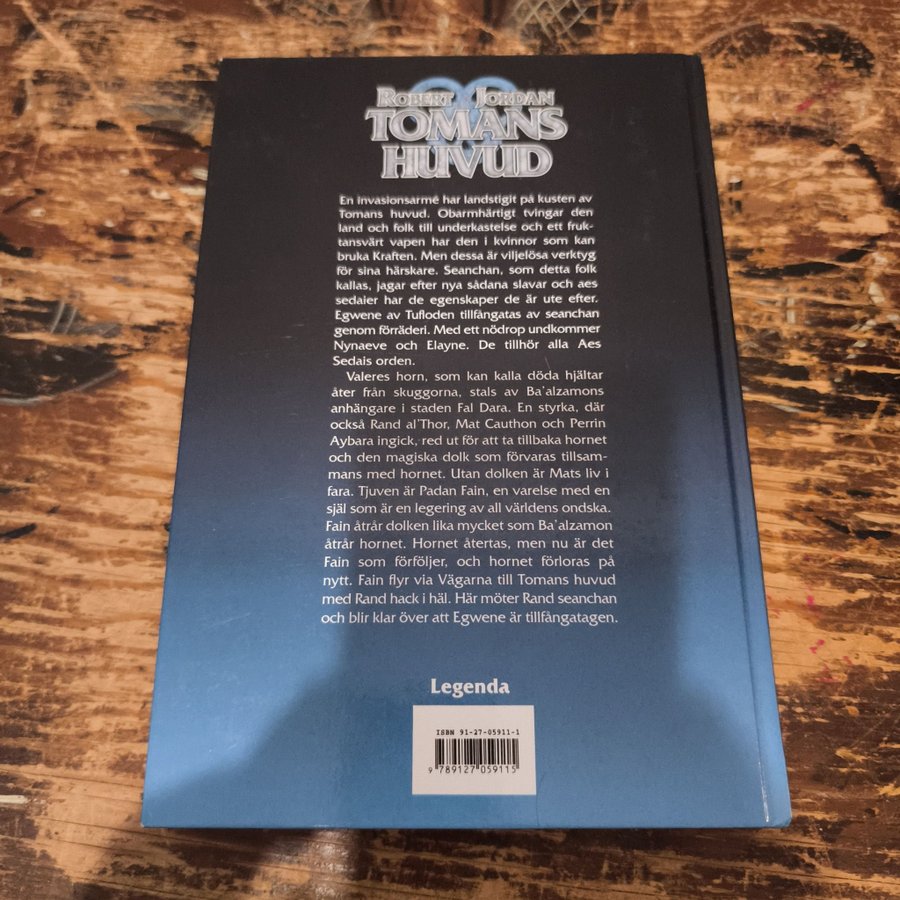 ROBERT JORDAN
TOMANS
HUVUD
En invasionsarmé har landstigit på kusten av
Tomans huvud. Obarmhärtigt tvingar den
land och folk till underkastelse och ett fruk-
tansvärt vapen har den i kvinnor som kan
bruka Kraften. Men dessa är viljelösa verktyg
för sina härskare. Seanchan, som detta folk
kallas, jagar efter nya sådana slavar och aes
sedaier har de egenskaper de är ute efter.
Egwene av Tufloden tillfångatas av seanchan
genom förräderi. Med ett nödrop undkommer
Nynaeve och Elayne. De tillhör alla Aes
Sedais orden.
Valeres horn, som kan kalla döda hjältar
åter från skuggorna, stals av Ba'alzamons
anhängare i staden Fal Dara. En styrka, där
också Rand al'Thor, Mat Cauthon och Perrin
Aybara ingick, red ut för att ta tillbaka hornet
och den magiska dolk som förvaras tillsam-
mans med hornet. Utan dolken är Mats liv i
fara. Tjuven är Padan Fain, en varelse med en
själ som är en legering av all världens ondska.
Fain åtrår dolken lika mycket som Ba'alzamon
åtrår hornet. Hornet återtas, men nu är det
Fain som förföljer, och hornet förloras på
nytt. Fain flyr via Vägarna till Tomans huvud
med Rand hack i häl. Här möter Rand seanchan
och blir klar över att Egwene är tillfångatagen.
Legenda
ISBN 91-27-05911-1
9 789127 059115